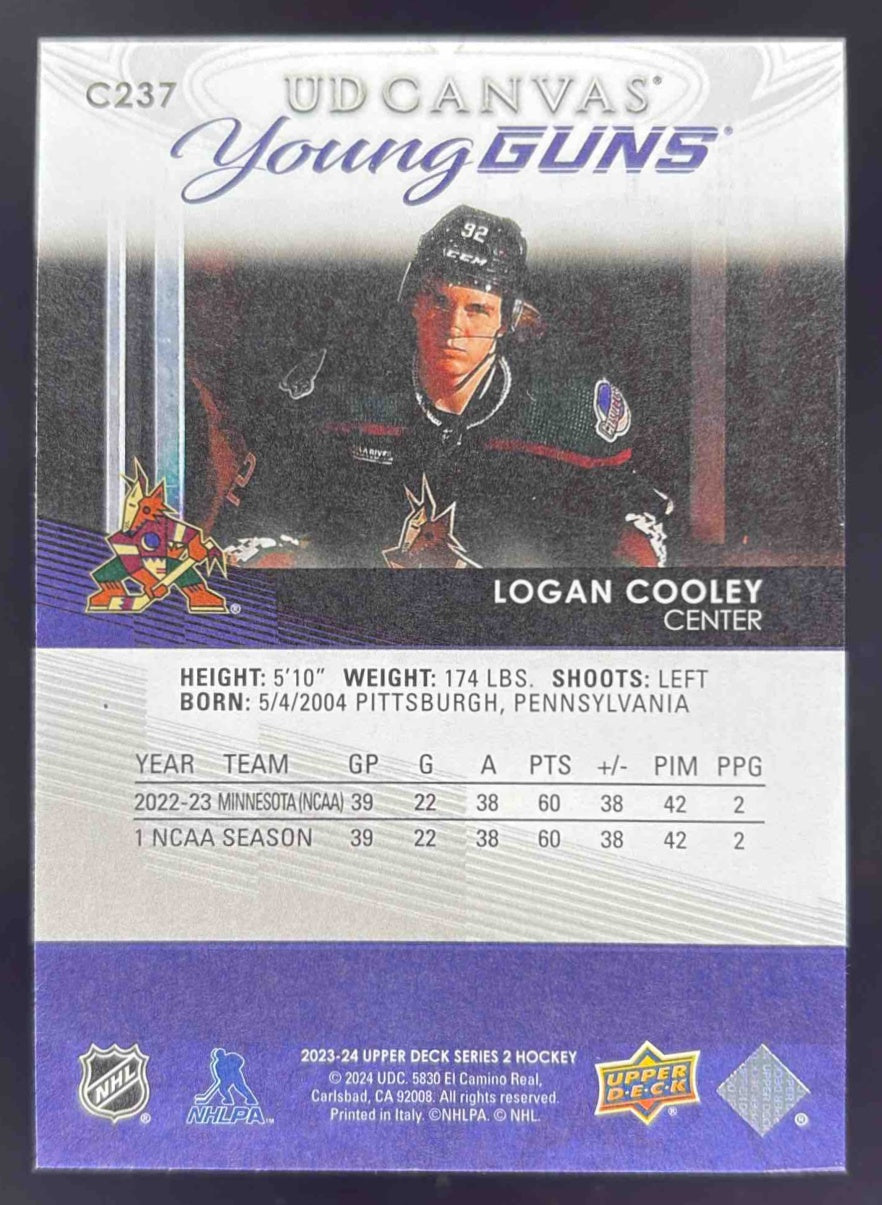 C237
UD CANVAS®
Young GUNS®
92
CCM
LOGAN COOLEY
CENTER
HEIGHT: 5'10" WEIGHT: 174 LBS. SHOOTS: LEFT
BORN: 5/4/2004 PITTSBURGH, PENNSYLVANIA
YEAR TEAM GP G A PTS +/- PIM PPG
2022-23 MINNESOTA (NCAA) 39 22 38 60 38 42 2
1 NCAA SEASON 39 22 38 60 38 42 2
2023-24 UPPER DECK SERIES 2 HOCKEY
© 2024 UDC. 5830 El Camino Real,
Carlsbad, CA 92008. All rights reserved.
Printed in Italy. ©NHLPA. © NHL.
NHL®
NHLPA™
UPPER
D·E·C·K®